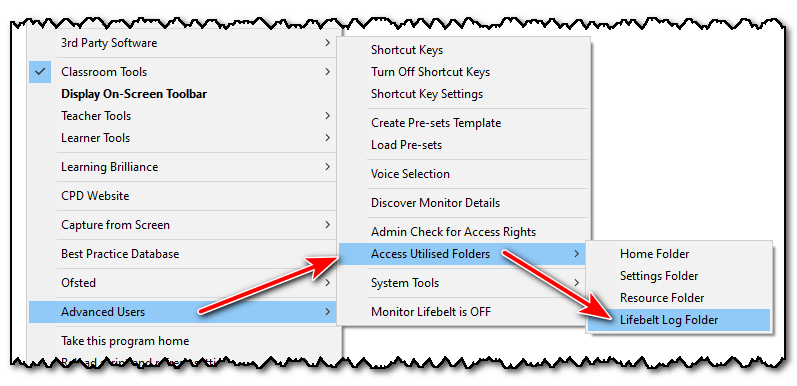 3rd Party Software
Classroom Tools
Display On-Screen Toolbar
Teacher Tools
Learner Tools
Learning Brilliance
CPD Website
Capture from Screen
Best Practice Database
Ofsted
Advanced Users
Take this program home
Shortcut Keys
Turn Off Shortcut Keys
Shortcut Key Settings
Create Pre-sets Template
Load Pre-sets
Voice Selection
Discover Monitor Details
Admin Check for Access Rights
Access Utilised Folders
System Tools
Monitor Lifebelt is OFF
Home Folder
Settings Folder
Resource Folder
Lifebelt Log Folder